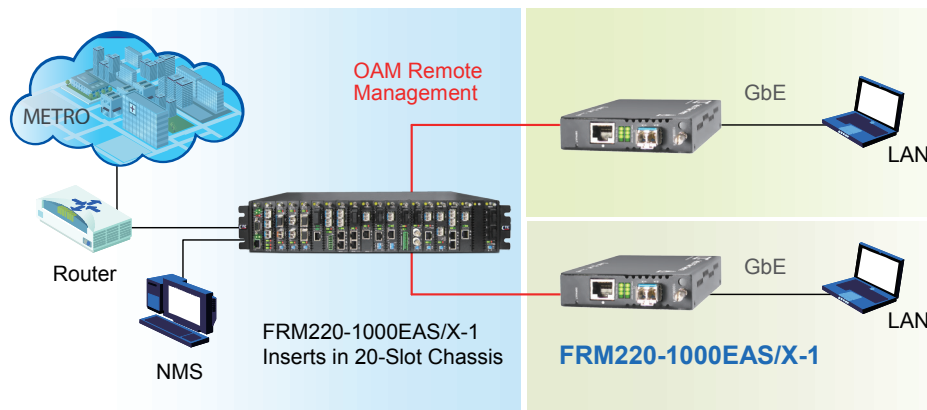 METRO
OAM Remote
Management
GbE
LAN
Router
NMS
FRM220-1000EAS/X-1
Inserts in 20-Slot Chassis
GbE
LAN
FRM220-1000EAS/X-1